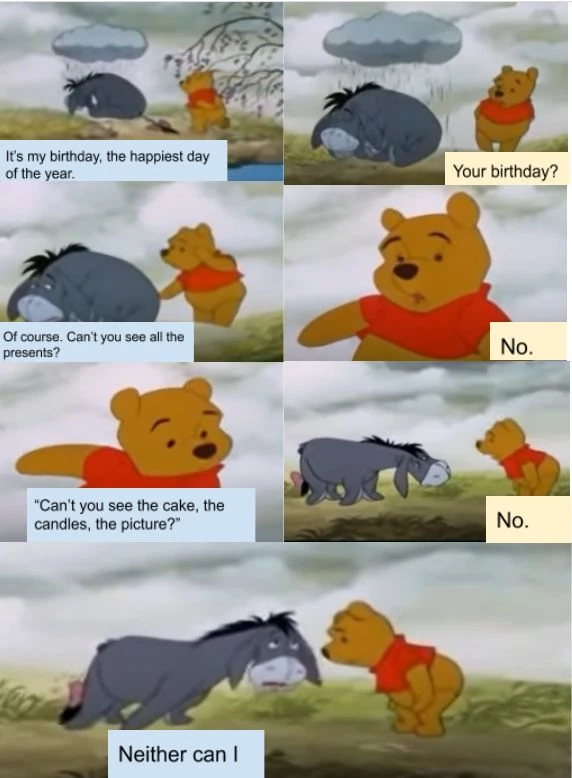 It's my birthday, the happiest day
of the year.
Your birthday?
Of course. Can't you see all the
presents?
No.
“Can't you see the cake, the
candles, the picture?”
No.
Neither can I